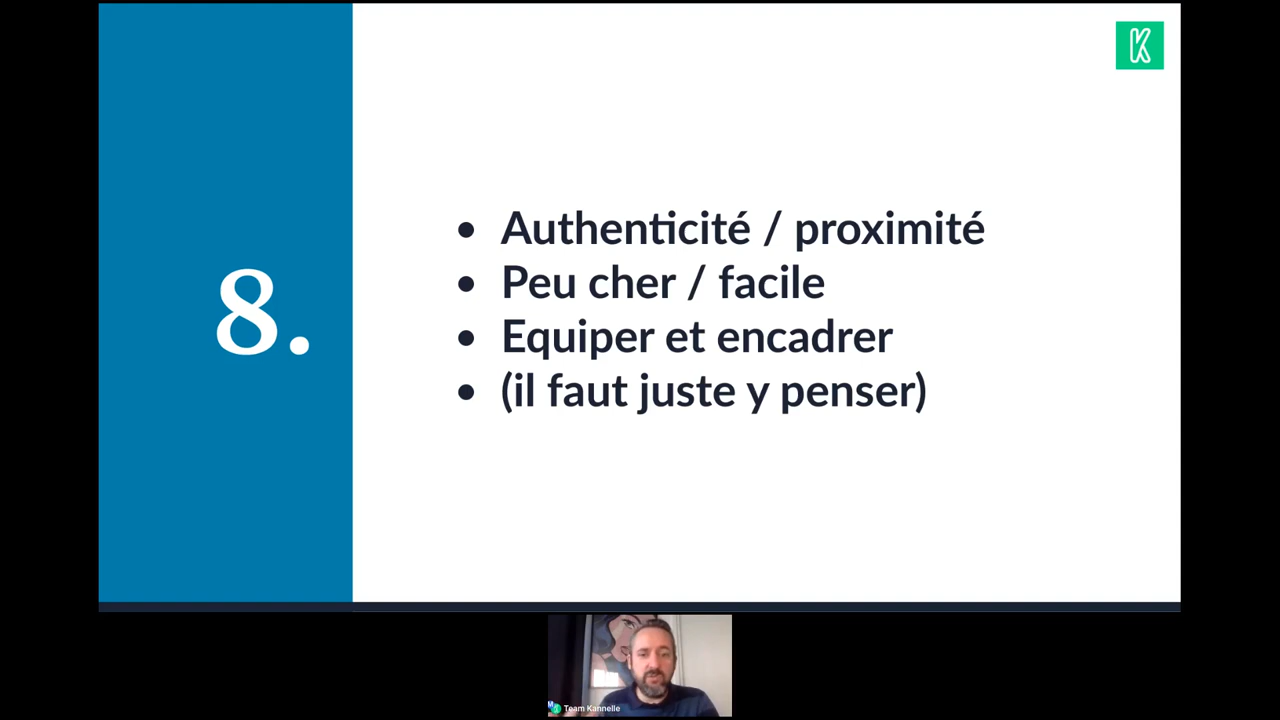 K
8.
• Authenticité / proximité
• Peu cher / facile
• Equiper et encadrer
• (il faut juste y penser)
Team Kannelle